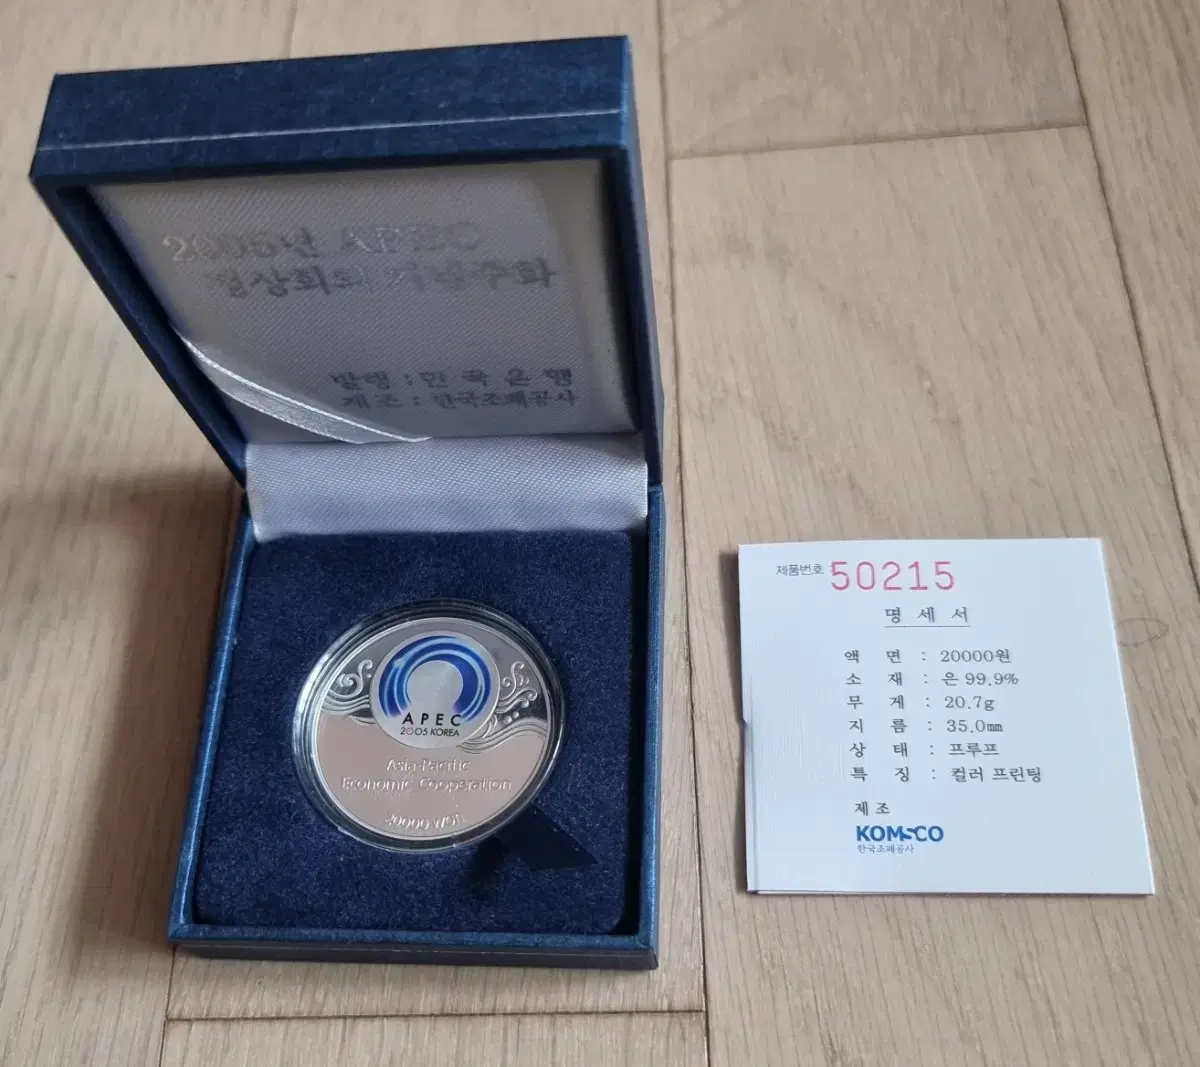 2005년 APEC
정상회의 기념주화
발행 : 한국은행
제조 : 한국조폐공사
APEC
2005 KOREA
Asia-Pacific
Economic Cooperation
20000 WON
제품번호 50215
명 세 서
액 면 : 20000원
소 재 : 은 99.9%
무 게 : 20.7g
지 름 : 35.0mm
상 태 : 프루프
특 징 : 컬러 프린팅
제 조
KOMSCO
한국조폐공사